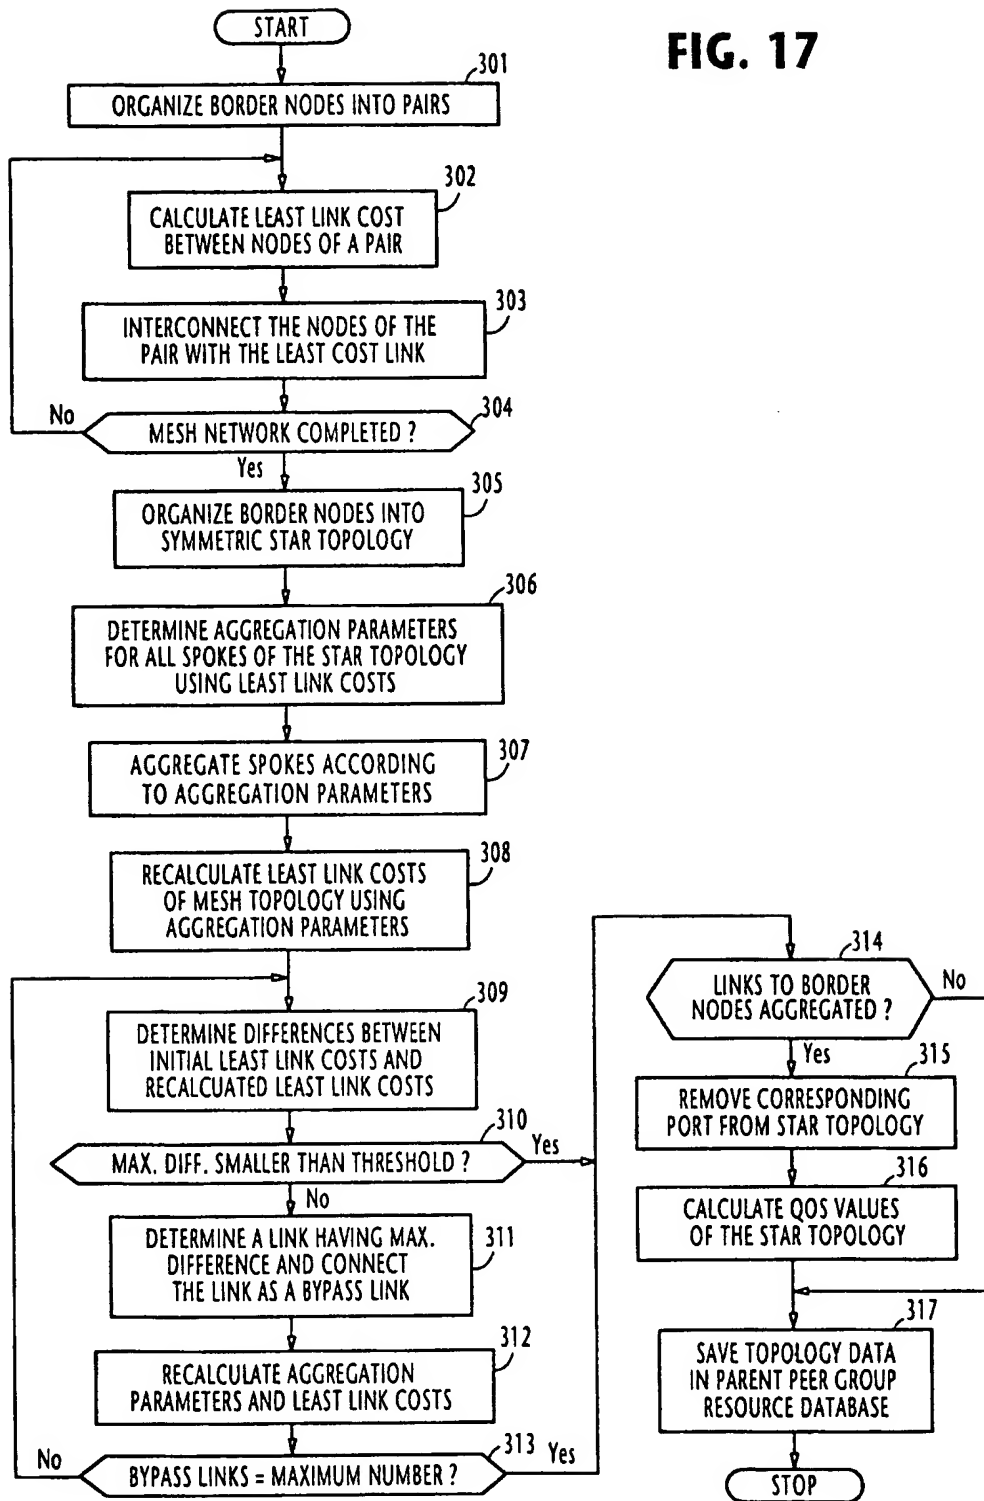 FIG. 17
START
301
ORGANIZE BORDER NODES INTO PAIRS
302
CALCULATE LEAST LINK COST
BETWEEN NODES OF A PAIR
303
INTERCONNECT THE NODES OF THE
PAIR WITH THE LEAST COST LINK
304
No
MESH NETWORK COMPLETED ?
Yes
305
ORGANIZE BORDER NODES INTO
SYMMETRIC STAR TOPOLOGY
306
DETERMINE AGGREGATION PARAMETERS
FOR ALL SPOKES OF THE STAR TOPOLOGY
USING LEAST LINK COSTS
307
AGGREGATE SPOKES ACCORDING
TO AGGREGATION PARAMETERS
308
RECALCULATE LEAST LINK COSTS
OF MESH TOPOLOGY USING
AGGREGATION PARAMETERS
309
DETERMINE DIFFERENCES BETWEEN
INITIAL LEAST LINK COSTS AND
RECALCUATED LEAST LINK COSTS
310
MAX. DIFF. SMALLER THAN THRESHOLD ?
Yes
No
311
DETERMINE A LINK HAVING MAX.
DIFFERENCE AND CONNECT
THE LINK AS A BYPASS LINK
312
RECALCULATE AGGREGATION
PARAMETERS AND LEAST LINK COSTS
313
No
BYPASS LINKS = MAXIMUM NUMBER ?
Yes
314
LINKS TO BORDER
NODES AGGREGATED ?
No
Yes
315
REMOVE CORRESPONDING
PORT FROM STAR TOPOLOGY
316
CALCULATE QOS VALUES
OF THE STAR TOPOLOGY
317
SAVE TOPOLOGY DATA
IN PARENT PEER GROUP
RESOURCE DATABASE
STOP